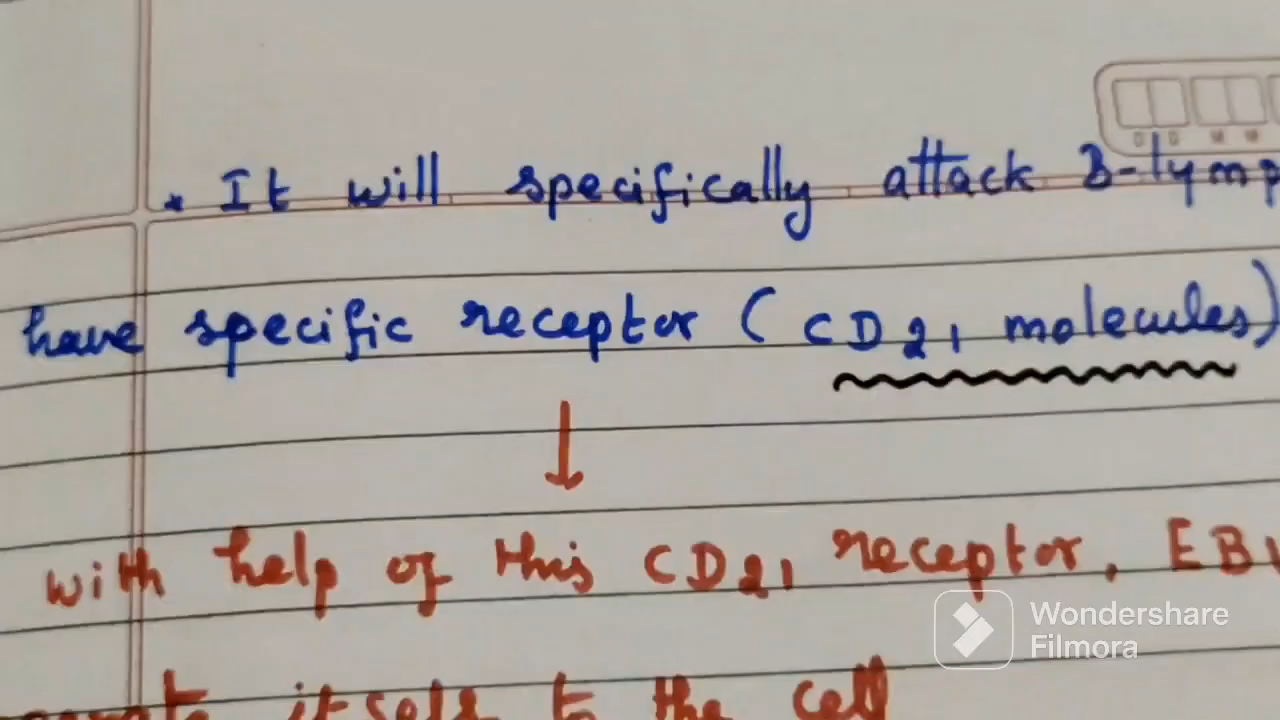 * It will specifically attack B-lymp
have specific receptor (CD21 molecules)
with help of this CD21 receptor, EB
itself to the cell
Wondershare
Filmora